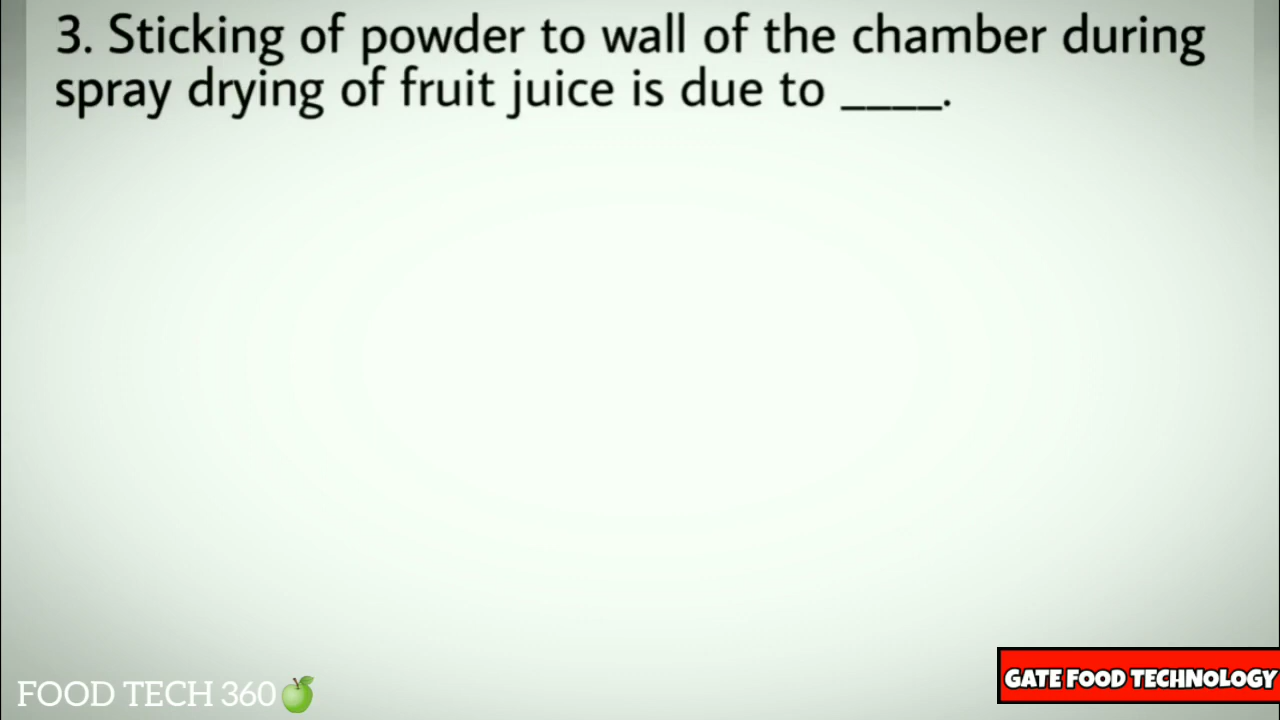 3. Sticking of powder to wall of the chamber during
spray drying of fruit juice is due to ____.
FOOD TECH 360
GATE FOOD TECHNOLOGY